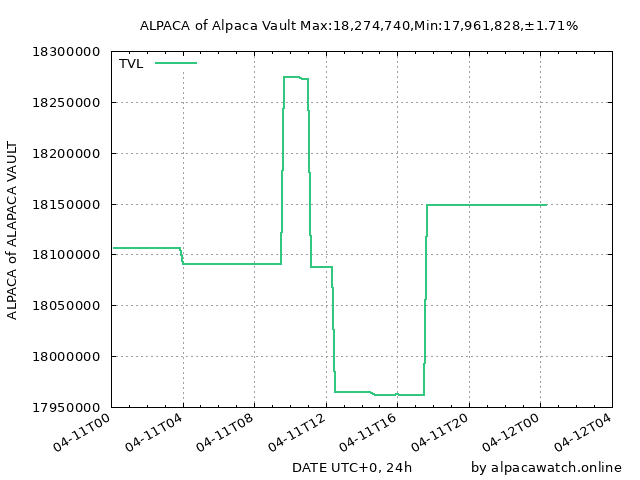 ALPACA of Alpaca Vault Max:18,274,740,Min:17,961,828,±1.71%
TVL
18300000
18250000
18200000
18150000
18100000
18050000
18000000
17950000
ALPACA of ALAPACA VAULT
04-11T00
04-11T04
04-11T08
04-11T12
04-11T16
04-11T20
04-12T00
04-12T04
DATE UTC+0, 24h
by alpacawatch.online